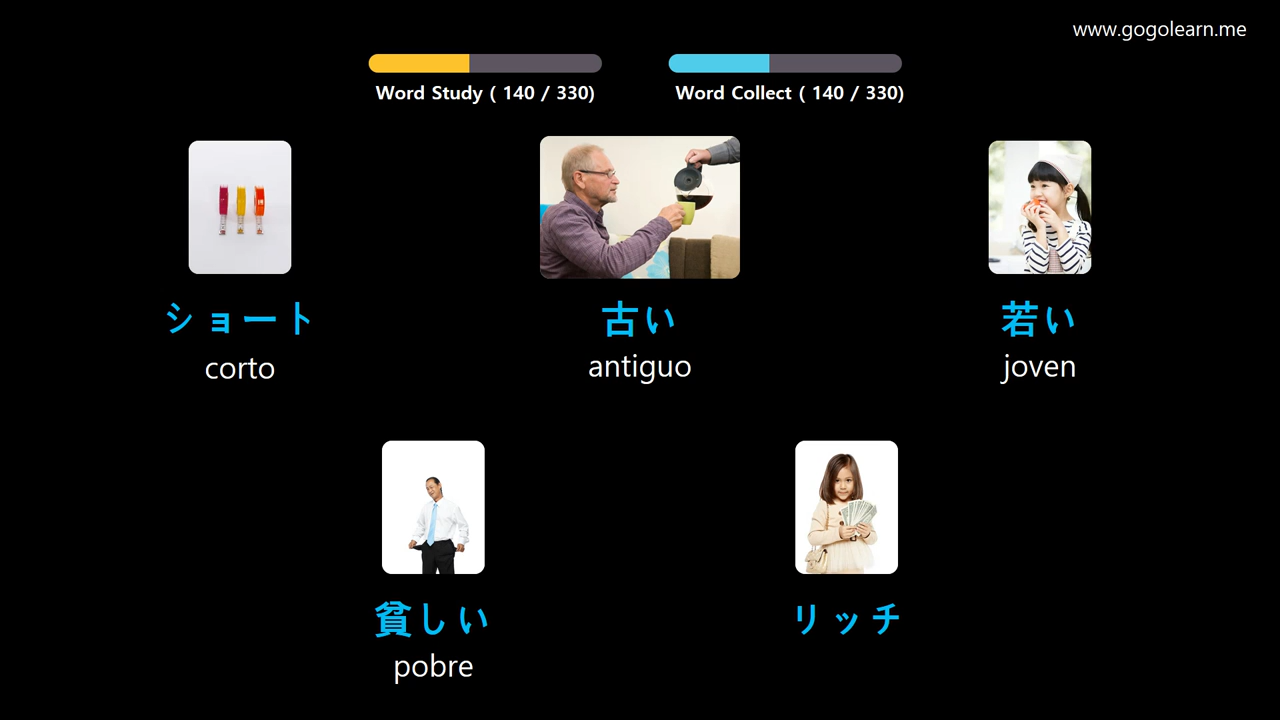 www.gogolearn.me
Word Study ( 140 / 330)
Word Collect ( 140 / 330)
ショート
corto
古い
antiguo
若い
joven
貧しい
pobre
リッチ